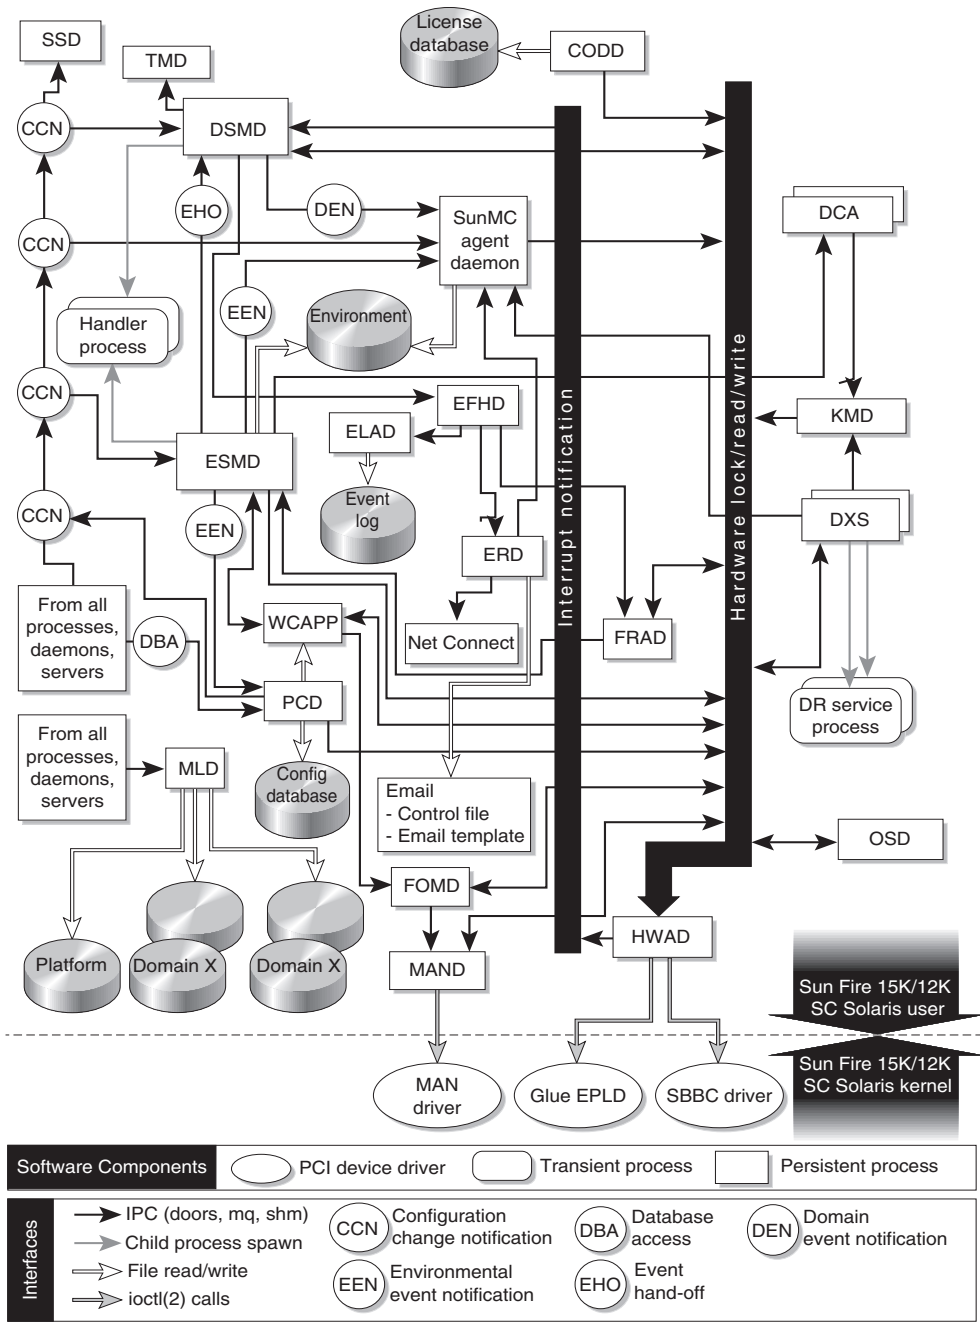 License
database
CODD
SSD
TMD
CCN
DSMD
EHO
DEN
SunMC
agent
daemon
DCA
CCN
EEN
Environment
Handler
process
Interrupt notification
Hardware lock/read/write
CCN
EFHD
KMD
ELAD
ESMD
Event
log
DXS
CCN
EEN
ERD
From all
processes,
daemons,
servers
DBA
WCAPP
Net Connect
FRAD
PCD
DR service
process
From all
processes,
daemons,
servers
MLD
Config
database
Email
- Control file
- Email template
OSD
FOMD
HWAD
Platform
Domain X
Domain X
MAND
Sun Fire 15K/12K
SC Solaris user
Sun Fire 15K/12K
SC Solaris kernel
MAN
driver
Glue EPLD
SBBC driver
Software Components
PCI device driver
Transient process
Persistent process
Interfaces
IPC (doors, mq, shm)
Child process spawn
File read/write
ioctl(2) calls
CCN
Configuration
change notification
EEN
Environmental
event notification
DBA
Database
access
EHO
Event
hand-off
DEN
Domain
event notification